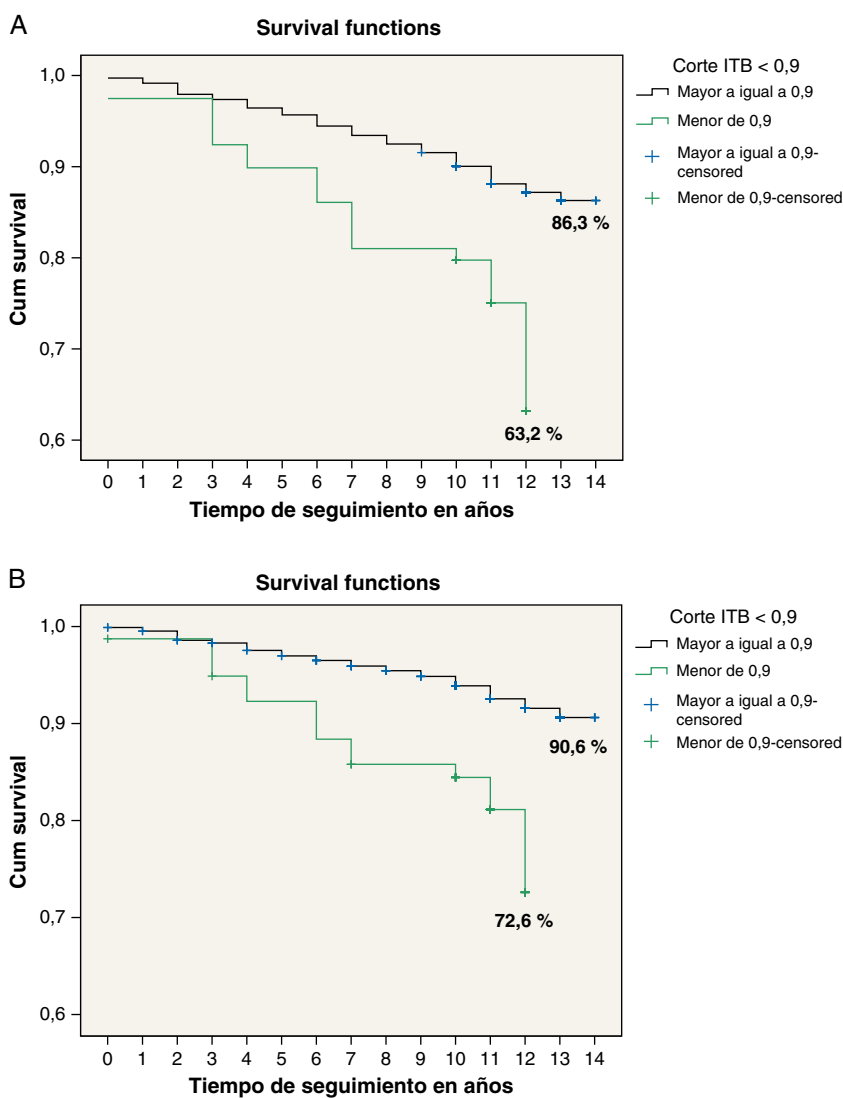 A
Survival functions
Corte ITB < 0,9
Mayor a igual a 0,9
Menor de 0,9
Mayor a igual a 0,9-
censored
Menor de 0,9-censored
Cum survival
1,0
0,9
0,8
0,7
0,6
86,3 %
63,2 %
0 1 2 3 4 5 6 7 8 9 10 11 12 13 14
Tiempo de seguimiento en años
B
Survival functions
Corte ITB < 0,9
Mayor a igual a 0,9
Menor de 0,9
Mayor a igual a 0,9-
censored
Menor de 0,9-censored
Cum survival
1,0
0,9
0,8
0,7
0,6
90,6 %
72,6 %
0 1 2 3 4 5 6 7 8 9 10 11 12 13 14
Tiempo de seguimiento en años